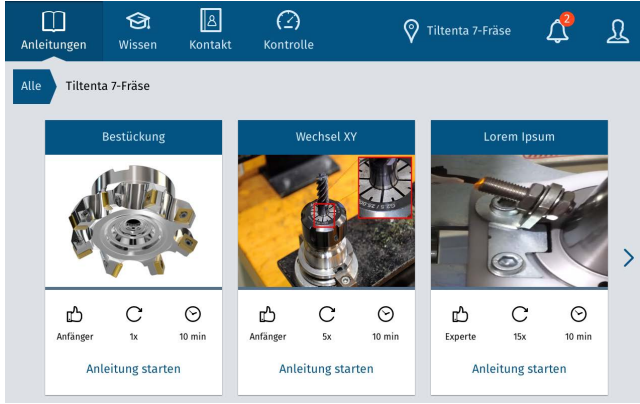 Anleitungen
Wissen
Kontakt
Kontrolle
Tiltenta 7-Fräse
2
Alle
Tiltenta 7-Fräse
Bestückung
Wechsel XY
Lorem Ipsum
Anfänger
1x
10 min
Anfänger
5x
10 min
Experte
15x
10 min
Anleitung starten
Anleitung starten
Anleitung starten